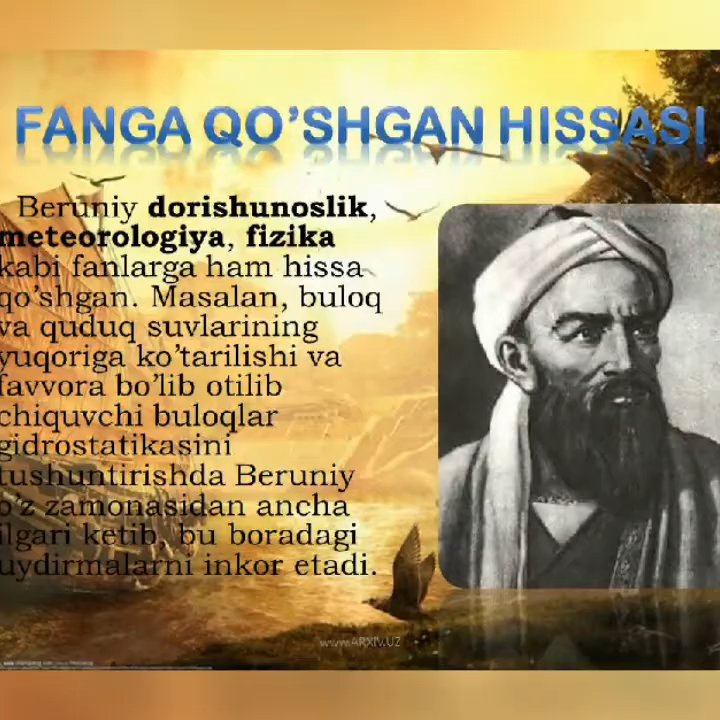 FANGA QO’SHGAN HISSASI
Beruniy dorishunoslik,
meteorologiya, fizika
kabi fanlarga ham hissa
qo’shgan. Masalan, buloq
va quduq suvlarining
yuqoriga ko’tarilishi va
favvora bo’lib otilib
chiquvchi buloqlar
gidrostatikasini
tushuntirishda Beruniy
o’z zamonasidan ancha
ilgari ketib, bu boradagi
uydirmalarni inkor etadi.
www.ARXIV.UZ